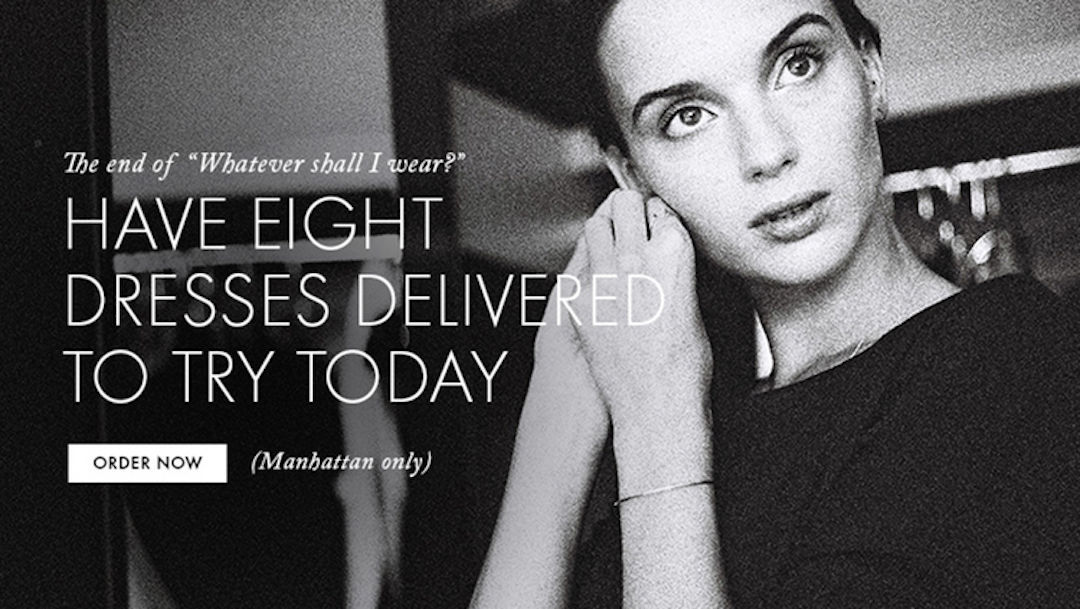 The end of “Whatever shall I wear?”
HAVE EIGHT
DRESSES DELIVERED
TO TRY TODAY
ORDER NOW (Manhattan only)